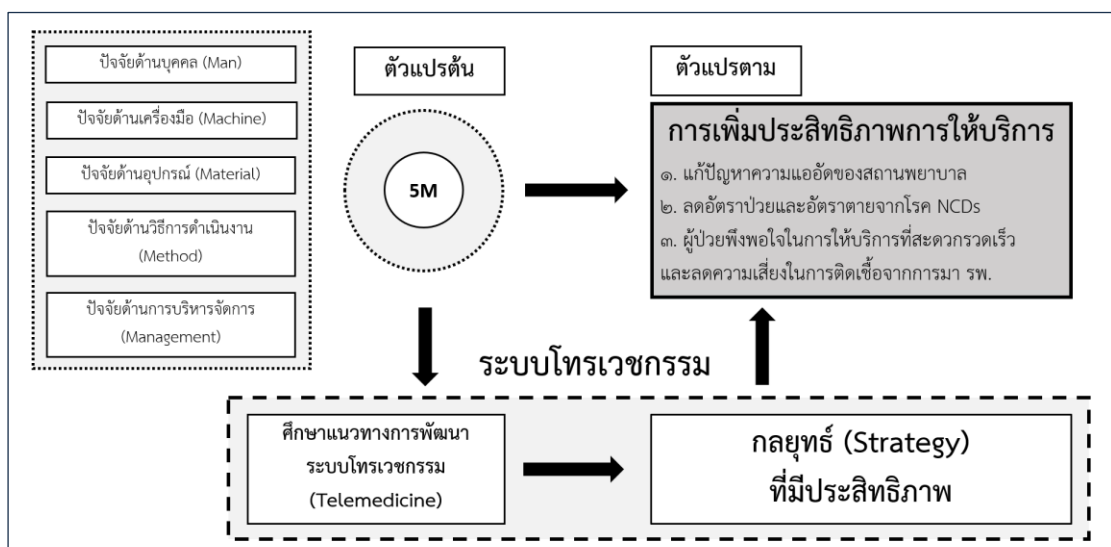 ปัจจัยด้านบุคคล (Man)
ปัจจัยด้านเครื่องมือ (Machine)
ปัจจัยด้านอุปกรณ์ (Material)
ปัจจัยด้านวิธีการดำเนินงาน
(Method)
ปัจจัยด้านการบริหารจัดการ
(Management)
ตัวแปรต้น
5M
ตัวแปรตาม
การเพิ่มประสิทธิภาพการให้บริการ
๑. แก้ปัญหาความแออัดของสถานพยาบาล
๒. ลดอัตราป่วยและอัตราตายจากโรค NCDs
๓. ผู้ป่วยพึงพอใจในการให้บริการที่สะดวกรวดเร็ว
และลดความเสี่ยงในการติดเชื้อจากการมา รพ.
ระบบโทรเวชกรรม
ศึกษาแนวทางการพัฒนา
ระบบโทรเวชกรรม
(Telemedicine)
กลยุทธ์ (Strategy)
ที่มีประสิทธิภาพ